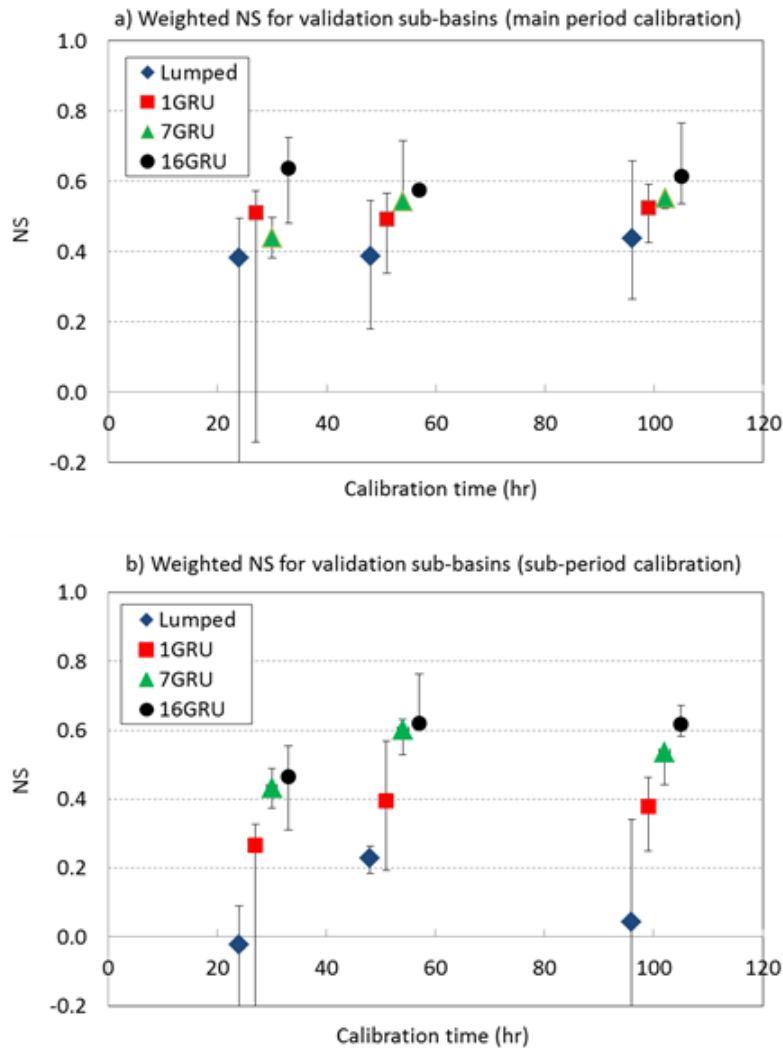 a) Weighted NS for validation sub-basins (main period calibration)
1.0
Lumped
0.8
1GRU
7GRU
0.6
16GRU
NS
0.4
0.2
0.0
0 20 40 60 80 100 120
-0.2
Calibration time (hr)
b) Weighted NS for validation sub-basins (sub-period calibration)
1.0
Lumped
0.8
1GRU
7GRU
0.6
16GRU
NS
0.4
0.2
0.0
0 20 40 60 80 100 120
-0.2
Calibration time (hr)